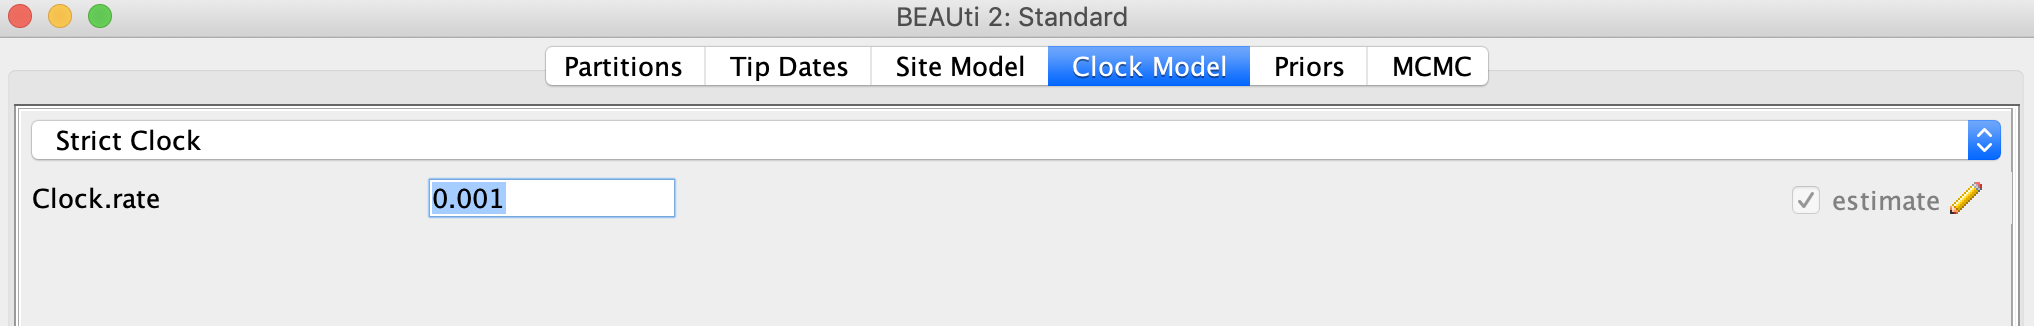 BEAUti 2: Standard
Partitions Tip Dates Site Model Clock Model Priors MCMC
Strict Clock
Clock.rate 0.001 estimate